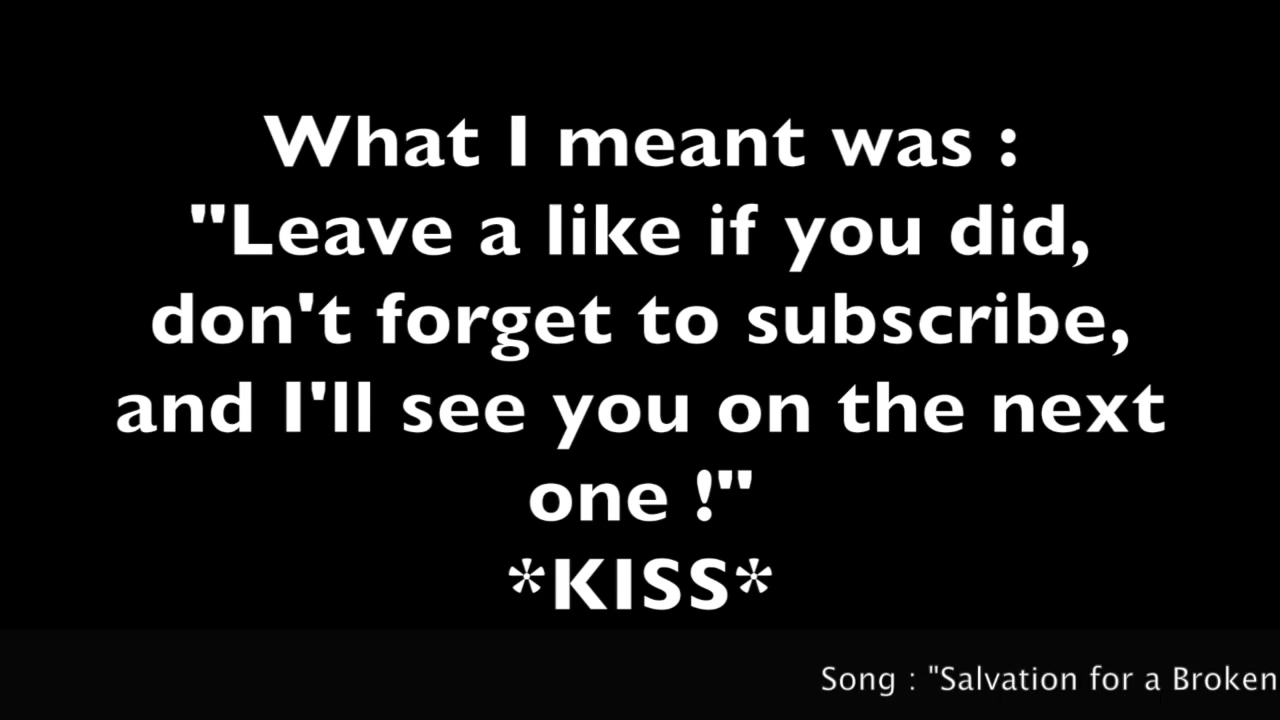 What I meant was :
"Leave a like if you did,
don't forget to subscribe,
and I'll see you on the next
one !"
*KISS*
Song : "Salvation for a Broken